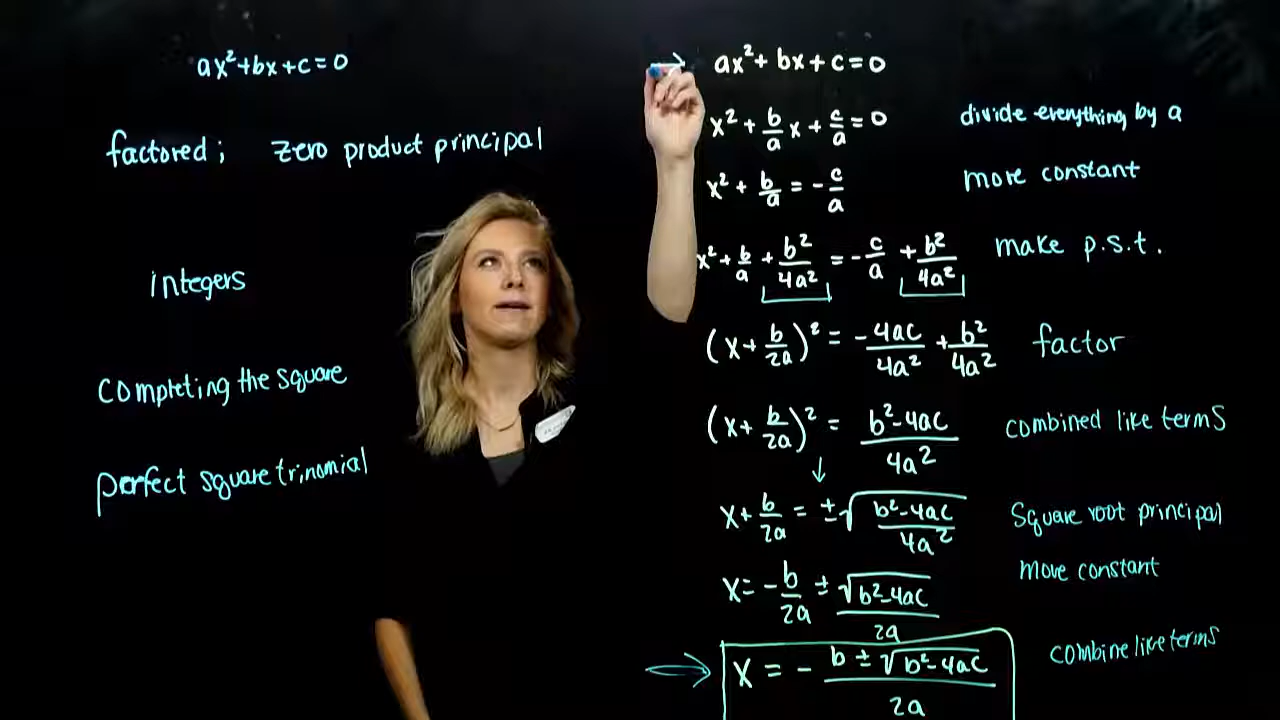 ax²+bx+c=0
factored; zero product principal
integers
completing the square
perfect square trinomial
→ ax²+bx+c=0
x²+b/a x+c/a=0 divide everything by a
x²+b/a=-c/a more constant
x²+b/a+b²/4a²=-c/a+b²/4a² make p.s.t.
(x+b/2a)²=-4ac/4a²+b²/4a² factor
(x+b/2a)²=b²-4ac/4a² combined like terms
↓
x+b/2a=±√b²-4ac/4a² Square root principal
x=-b/2a±√b²-4ac/2a move constant
→ x=-b±√b²-4ac/2a combine like terms